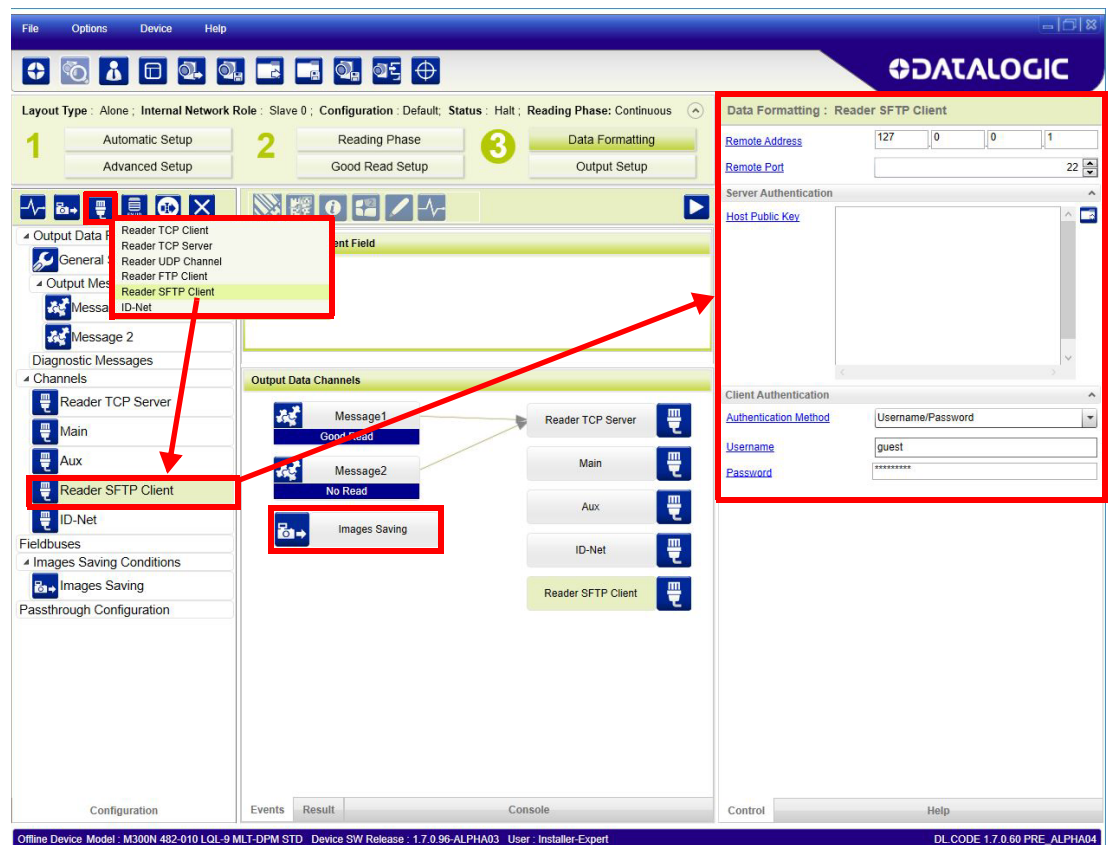 File Options Device Help
DATALOGIC
Layout Type : Alone ; Internal Network Role : Slave 0 ; Configuration : Default; Status : Halt ; Reading Phase: Continuous
1 Automatic Setup
Advanced Setup
2 Reading Phase
Good Read Setup
3 Data Formatting
Output Setup
Reader TCP Client
Reader TCP Server
Reader UDP Channel
Reader FTP Client
Reader SFTP Client
ID-Net
Output Data F
General S
Output Mes
Messa
Message 2
Diagnostic Messages
Channels
Reader TCP Server
Main
Aux
Reader SFTP Client
ID-Net
Fieldbuses
Images Saving Conditions
Images Saving
Passthrough Configuration
Configuration
ent Field
Output Data Channels
Message1
Good Read
Message2
No Read
Images Saving
Reader TCP Server
Main
Aux
ID-Net
Reader SFTP Client
Events Result Console
Data Formatting : Reader SFTP Client
Remote Address 127 .0 .0 .1
Remote Port 22
Server Authentication
Host Public Key
Client Authentication
Authentication Method Username/Password
Username guest
Password *********
Control Help
Offline Device Model : M300N 482-010 LQL-9 MLT-DPM STD Device SW Release : 1.7.0.96-ALPHA03 User : Installer-Expert
DL.CODE 1.7.0.60 PRE_ALPHA04